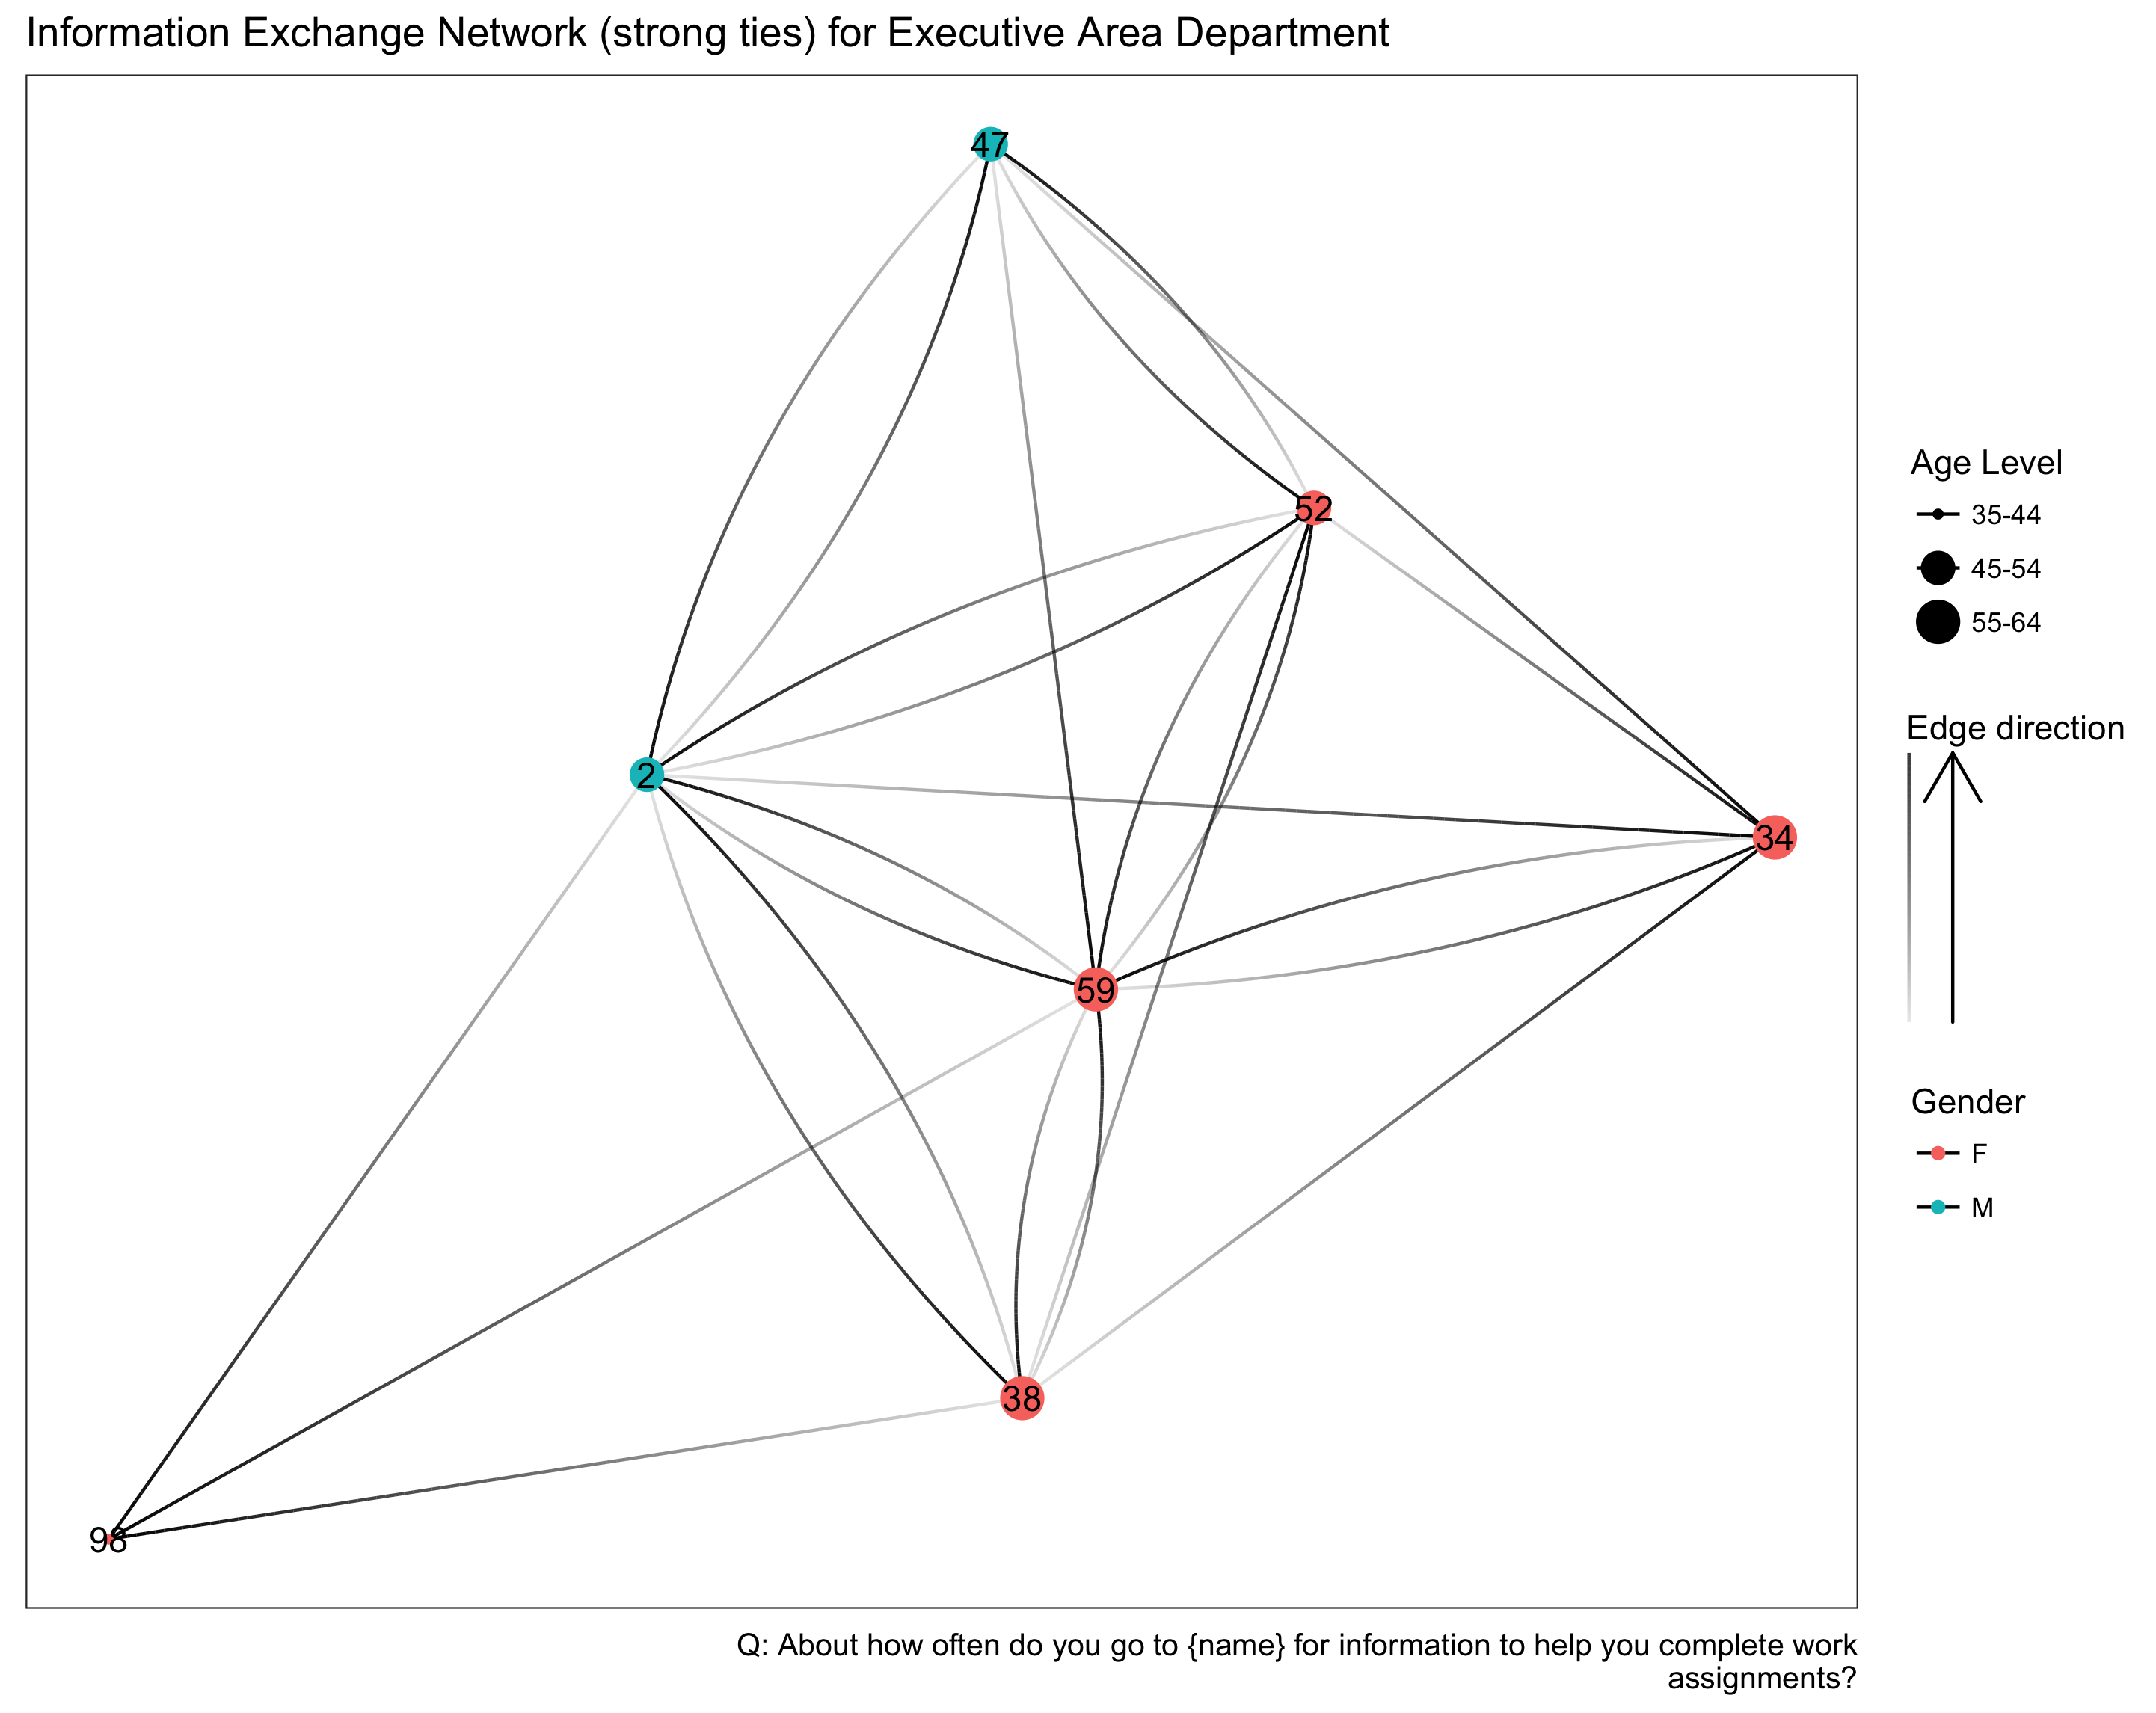 Information Exchange Network (strong ties) for Executive Area Department
47
52
2
34
59
38
98
Age Level
35-44
45-54
55-64
Edge direction
Gender
F
M
Q: About how often do you go to {name} for information to help you complete work
assignments?